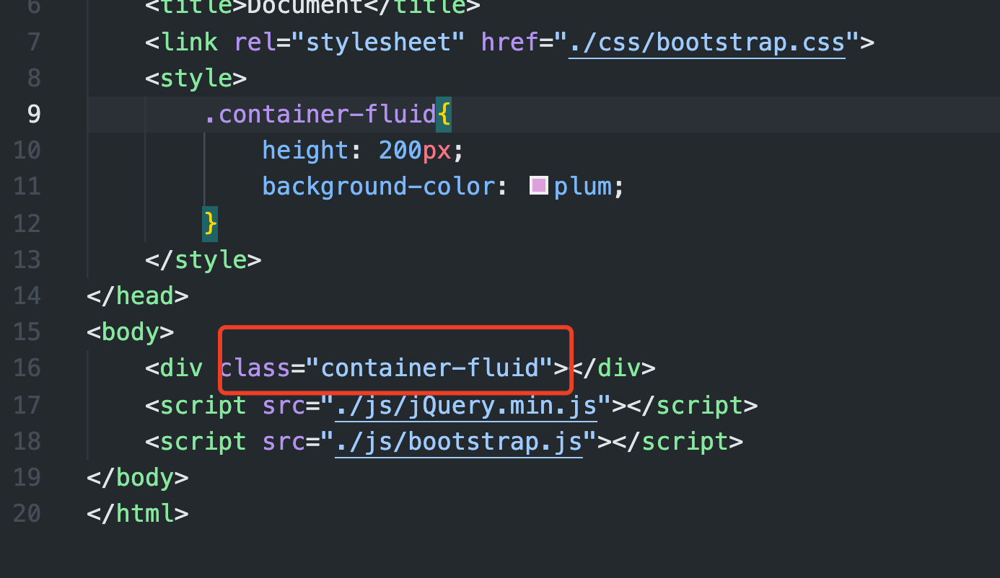 6 <title>Document</title>
7 <link rel="stylesheet" href="./css/bootstrap.css">
8 <style>
9 .container-fluid{
10 height: 200px;
11 background-color: plum;
12 }
13 </style>
14 </head>
15 <body>
16 <div class="container-fluid"></div>
17 <script src="./js/jQuery.min.js"></script>
18 <script src="./js/bootstrap.js"></script>
19 </body>
20 </html>